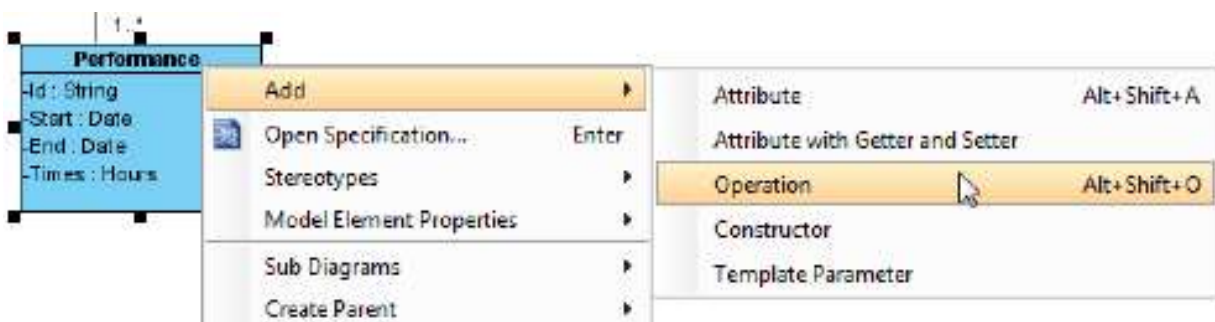 1..*
Performance
-Id : String
-Start : Date
-End : Date
-Times : Hours
Add
Open Specification... Enter
Stereotypes
Model Element Properties
Sub Diagrams
Create Parent
Attribute Alt+Shift+A
Attribute with Getter and Setter
Operation Alt+Shift+O
Constructor
Template Parameter